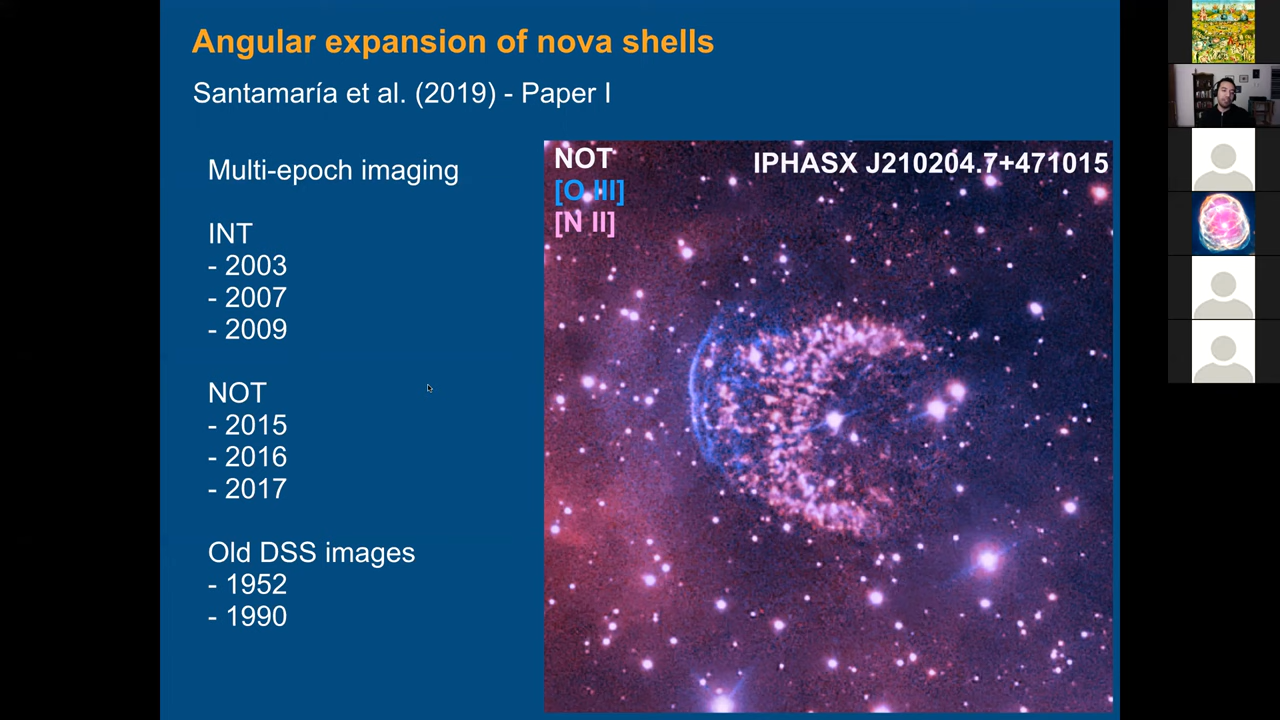 Angular expansion of nova shells
Santamaría et al. (2019) - Paper I
Multi-epoch imaging
INT
- 2003
- 2007
- 2009
NOT
- 2015
- 2016
- 2017
Old DSS images
- 1952
- 1990
NOT
[O III]
[N II]
IPHASX J210204.7+471015